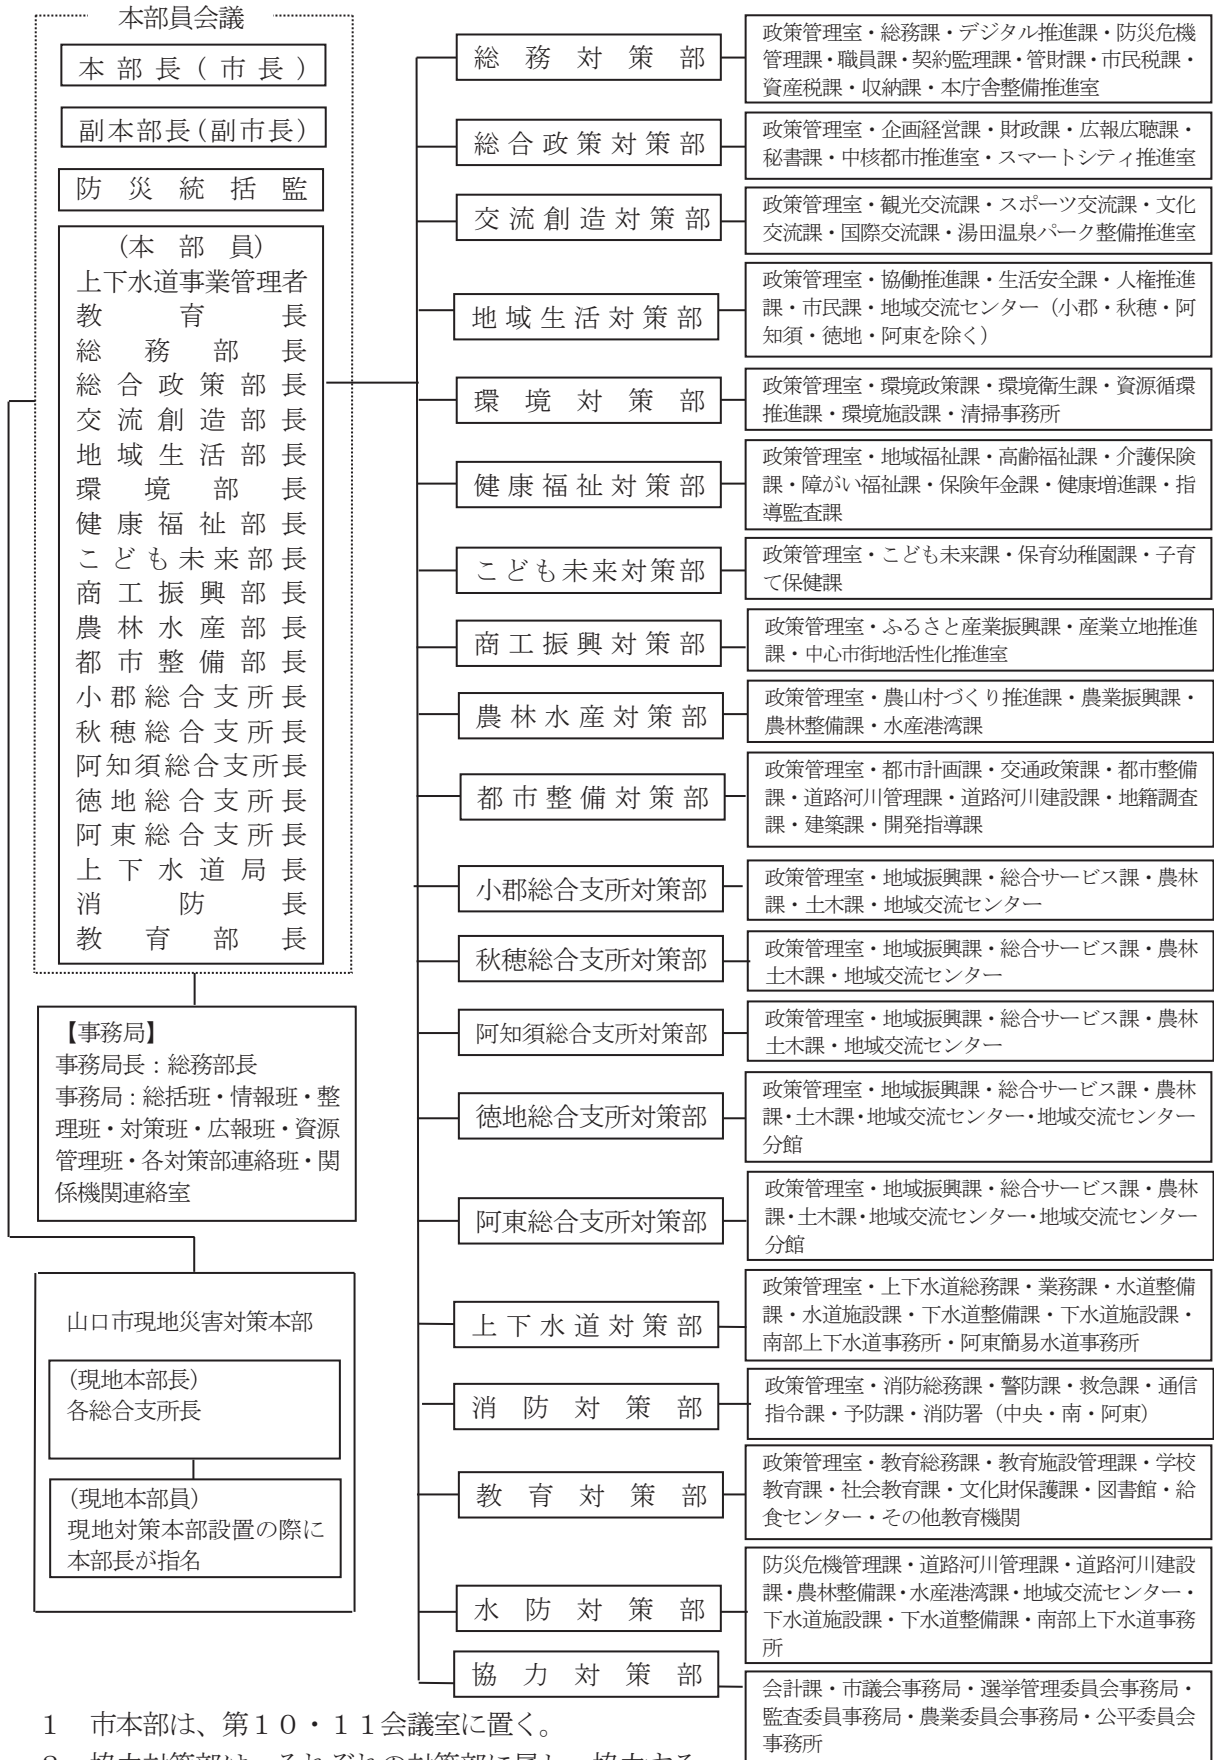 本部員会議
本部長(市長)
副本部長(副市長)
防災統括監
(本部員)
上下水道事業管理者
教育長
総務部長
総合政策部長
交流創造部長
地域生活部長
環境部長
健康福祉部長
こども未来部長
商工振興部長
農林水産部長
都市整備部長
小郡総合支所長
秋穂総合支所長
阿知須総合支所長
徳地総合支所長
阿東総合支所長
上下水道局長
消防長
教育部長
【事務局】
事務局長:総務部長
事務局:総括班・情報班・整
理班・対策班・広報班・資源
管理班・各対策部連絡班・関
係機関連絡室
山口市現地災害対策本部
(現地本部長)
各総合支所長
(現地本部員)
現地対策本部設置の際に
本部長が指名
総務対策部
政策管理室・総務課・デジタル推進課・防災危機
管理課・職員課・契約監理課・管財課・市民税課・
資産税課・収納課・本庁舎整備推進室
総合政策対策部
政策管理室・企画経営課・財政課・広報広聴課・
秘書課・中核都市推進室・スマートシティ推進室
交流創造対策部
政策管理室・観光交流課・スポーツ交流課・文化
交流課・国際交流課・湯田温泉パーク整備推進室
地域生活対策部
政策管理室・協働推進課・生活安全課・人権推進
課・市民課・地域交流センター(小郡・秋穂・阿
知須・徳地・阿東を除く)
環境対策部
政策管理室・環境政策課・環境衛生課・資源循環
推進課・環境施設課・清掃事務所
健康福祉対策部
政策管理室・地域福祉課・高齢福祉課・介護保険
課・障がい福祉課・保険年金課・健康増進課・指
導監査課
こども未来対策部
政策管理室・こども未来課・保育幼稚園課・子育
て保健課
商工振興対策部
政策管理室・ふるさと産業振興課・産業立地推進
課・中心市街地活性化推進室
農林水産対策部
政策管理室・農山村づくり推進課・農業振興課・
農林整備課・水産港湾課
都市整備対策部
政策管理室・都市計画課・交通政策課・都市整備
課・道路河川管理課・道路河川建設課・地籍調査
課・建築課・開発指導課
小郡総合支所対策部
政策管理室・地域振興課・総合サービス課・農林
課・土木課・地域交流センター
秋穂総合支所対策部
政策管理室・地域振興課・総合サービス課・農林
土木課・地域交流センター
阿知須総合支所対策部
政策管理室・地域振興課・総合サービス課・農林
土木課・地域交流センター
徳地総合支所対策部
政策管理室・地域振興課・総合サービス課・農林
課・土木課・地域交流センター・地域交流センター
分館
阿東総合支所対策部
政策管理室・地域振興課・総合サービス課・農林
課・土木課・地域交流センター・地域交流センター
分館
上下水道対策部
政策管理室・上下水道総務課・業務課・水道整備
課・水道施設課・下水道整備課・下水道施設課・
南部上下水道事務所・阿東簡易水道事務所
消防対策部
政策管理室・消防総務課・警防課・救急課・通信
指令課・予防課・消防署(中央・南・阿東)
教育対策部
政策管理室・教育総務課・教育施設管理課・学校
教育課・社会教育課・文化財保護課・図書館・給
食センター・その他教育機関
水防対策部
防災危機管理課・道路河川管理課・道路河川建設
課・農林整備課・水産港湾課・地域交流センター・
下水道施設課・下水道整備課・南部上下水道事務
所
協力対策部
会計課・市議会事務局・選挙管理委員会事務局・
監査委員事務局・農業委員会事務局・公平委員会
事務所
1 市本部は、第10・11会議室に置く。